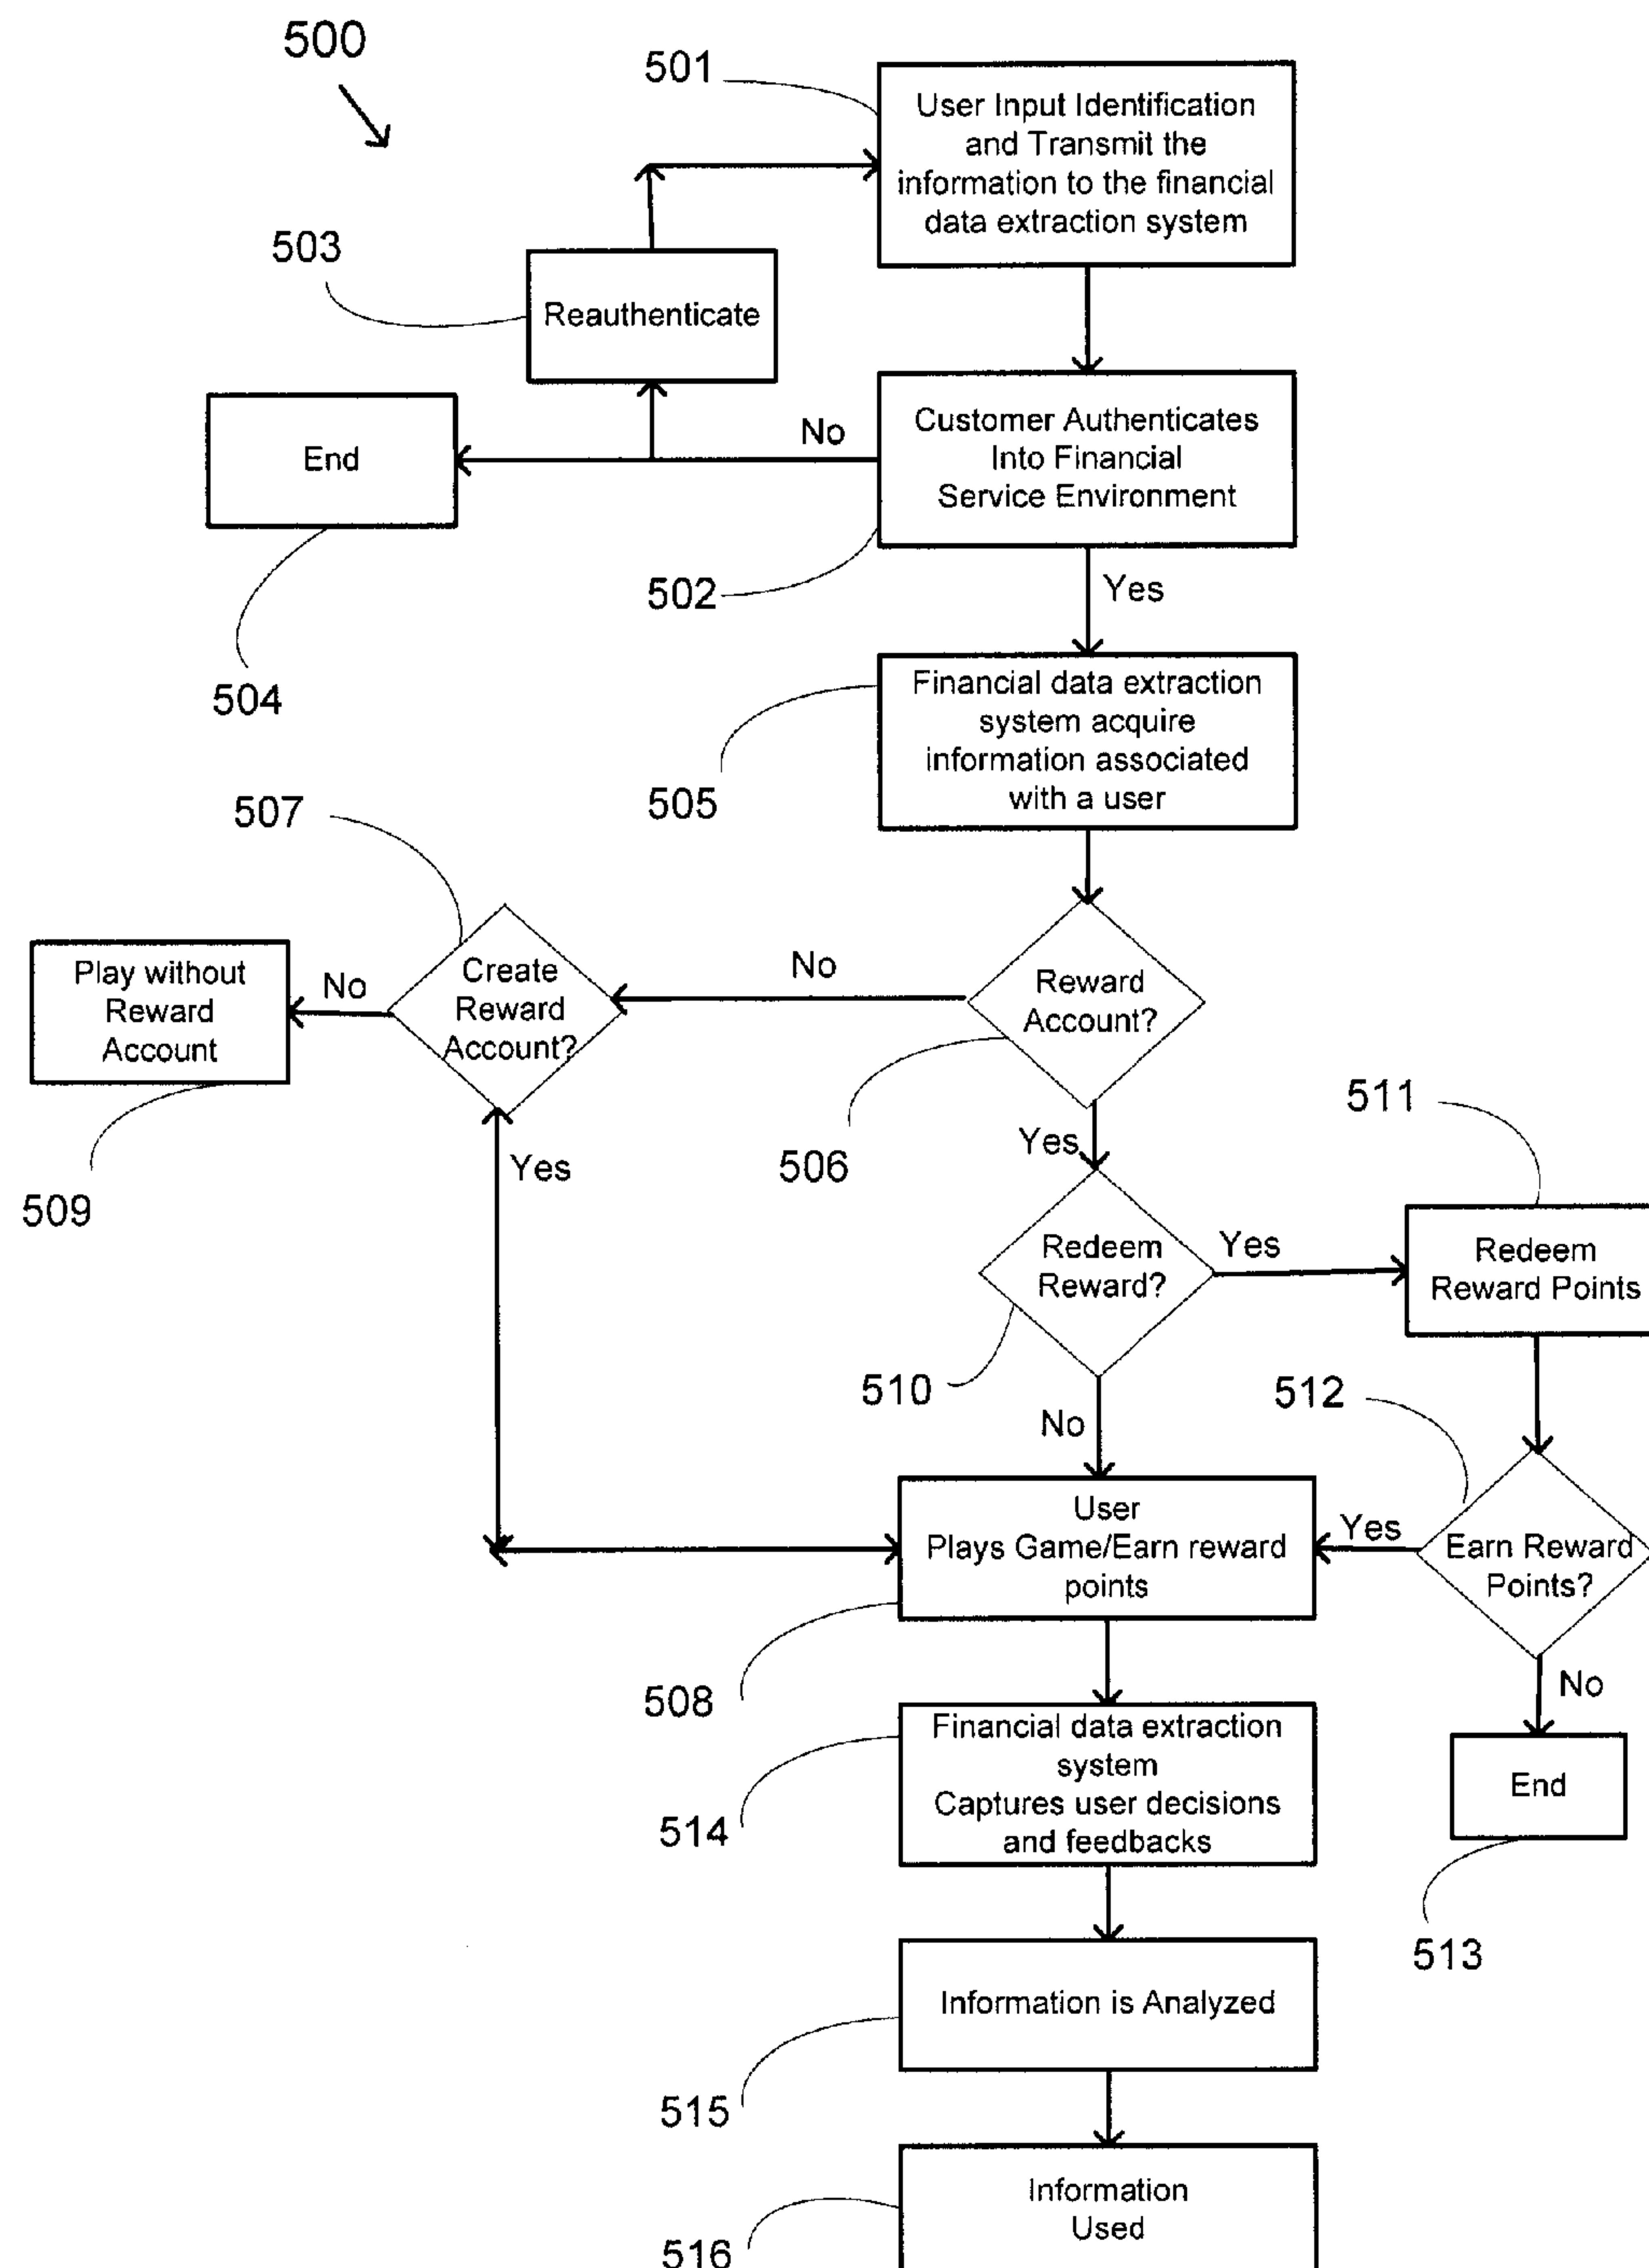 500
501
User Input Identification
and Transmit the
information to the financial
data extraction system
503
Reauthenticate
End
No
Customer Authenticates
Into Financial
Service Environment
502
Yes
504
Financial data extraction
system acquire
information associated
with a user
505
507
Play without
Reward
Account
No
Create
Reward
Account?
No
Reward
Account?
509
Yes
506
Yes
511
Redeem
Reward?
Yes
Redeem
Reward Points
510
No
512
User
Plays Game/Earn reward
points
Yes
Earn Reward
Points?
508
No
Financial data extraction
system
Captures user decisions
and feedbacks
514
End
513
Information is Analyzed
515
Information
Used
516